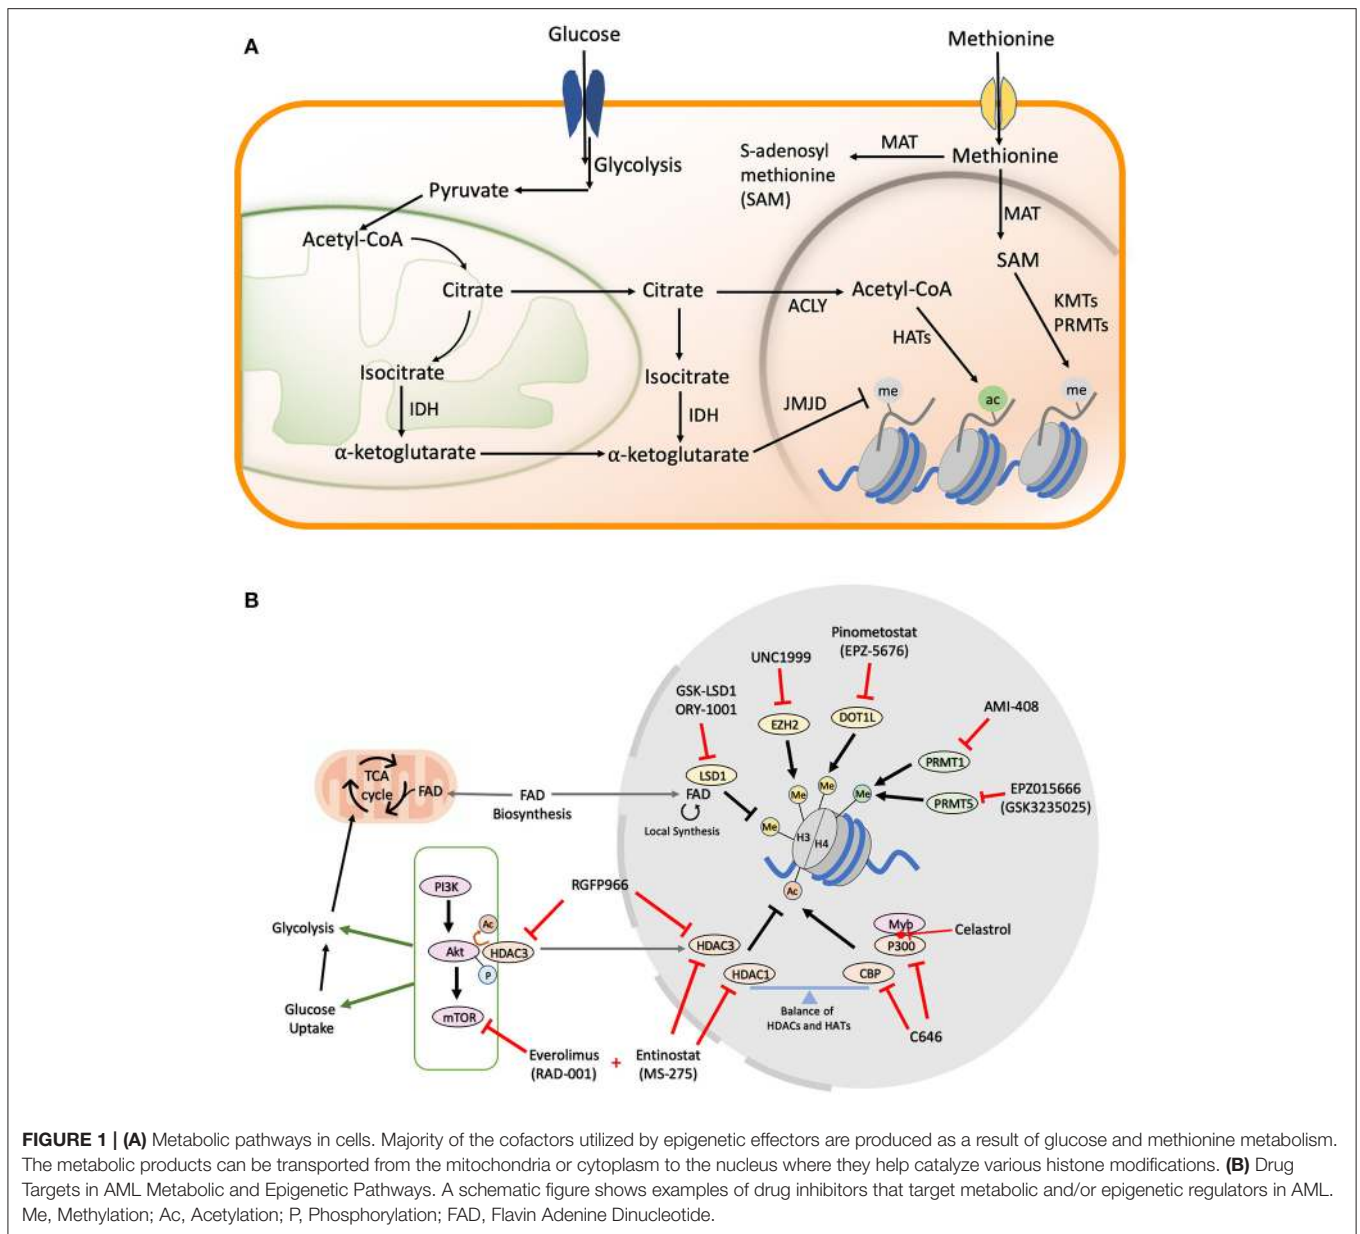 A
Glucose
Methionine
Glycolysis
S-adenosyl
methionine
(SAM)
MAT
Methionine
Pyruvate
MAT
Acetyl-CoA
SAM
Citrate
Citrate
ACLY
Acetyl-CoA
KMTs
PRMTs
HATs
Isocitrate
Isocitrate
IDH
IDH
JMJD
me
ac
me
α-ketoglutarate
α-ketoglutarate
B
Pinometostat
(EPZ-5676)
UNC1999
GSK-LSD1
ORY-1001
AMI-408
EZH2
DOT1L
PRMT1
TCA
cycle
FAD
FAD
Biosynthesis
LSD1
FAD
Local Synthesis
Me
Me
Me
Me
PRMT5
EPZ015666
(GSK3235025)
H3
H4
PI3K
RGFP966
Ac
Glycolysis
Ac
Akt
HDAC3
P
HDAC3
HDAC1
Myb
P300
Celastrol
CBP
Glucose
Uptake
mTOR
Balance of
HDACs and HATs
C646
Everolimus
(RAD-001)
+
Entinostat
(MS-275)
FIGURE 1 | (A) Metabolic pathways in cells. Majority of the cofactors utilized by epigenetic effectors are produced as a result of glucose and methionine metabolism.
The metabolic products can be transported from the mitochondria or cytoplasm to the nucleus where they help catalyze various histone modifications. (B) Drug
Targets in AML Metabolic and Epigenetic Pathways. A schematic figure shows examples of drug inhibitors that target metabolic and/or epigenetic regulators in AML.
Me, Methylation; Ac, Acetylation; P, Phosphorylation; FAD, Flavin Adenine Dinucleotide.